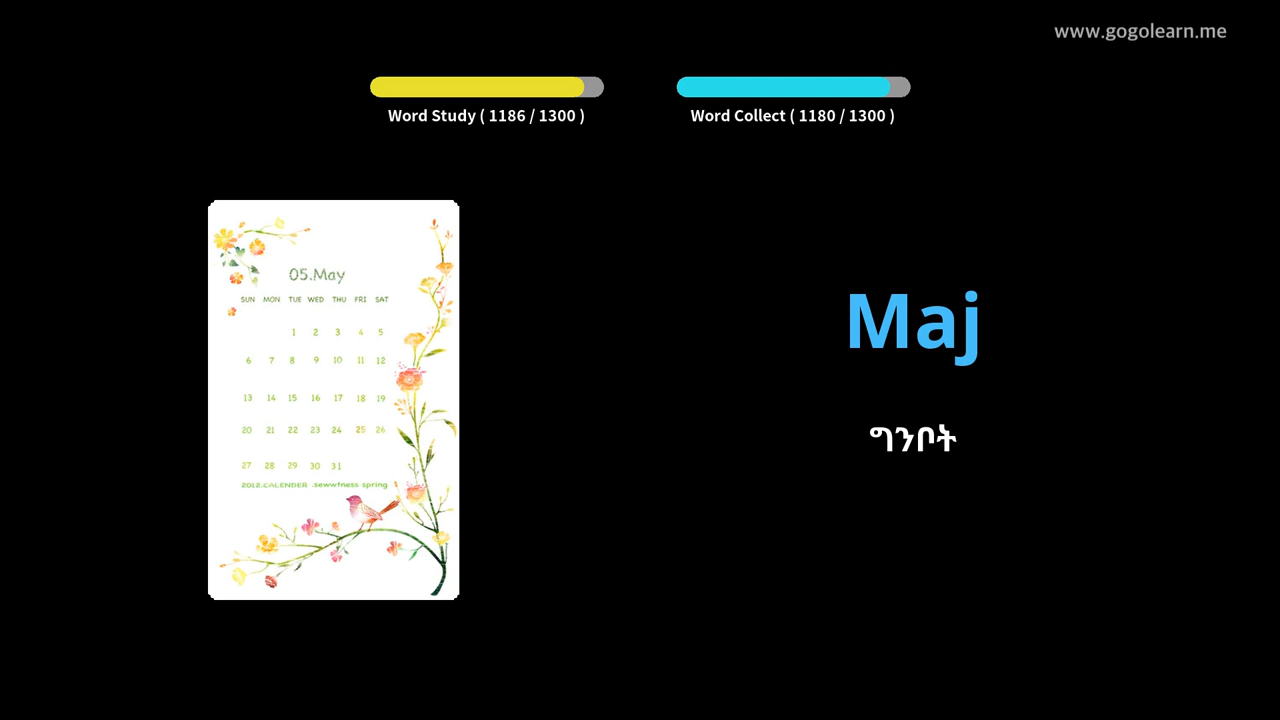 www.gogolearn.me
Word Study ( 1186 / 1300 )
Word Collect ( 1180 / 1300 )
05.May
SUN MON TUE WED THU FRI SAT
1 2 3 4 5
6 7 8 9 10 11 12
13 14 15 16 17 18 19
20 21 22 23 24 25 26
27 28 29 30 31
2012.CALENDER .sewwtness spring
Maj
ግንቦት